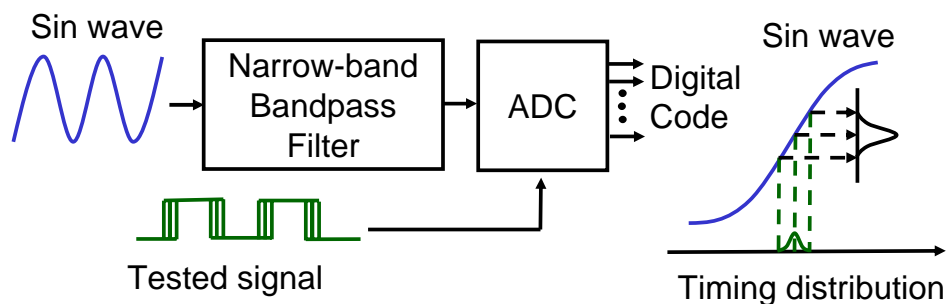 Sin wave
Narrow-band
Bandpass
Filter
ADC
Digital
Code
Tested signal
Sin wave
Timing distribution